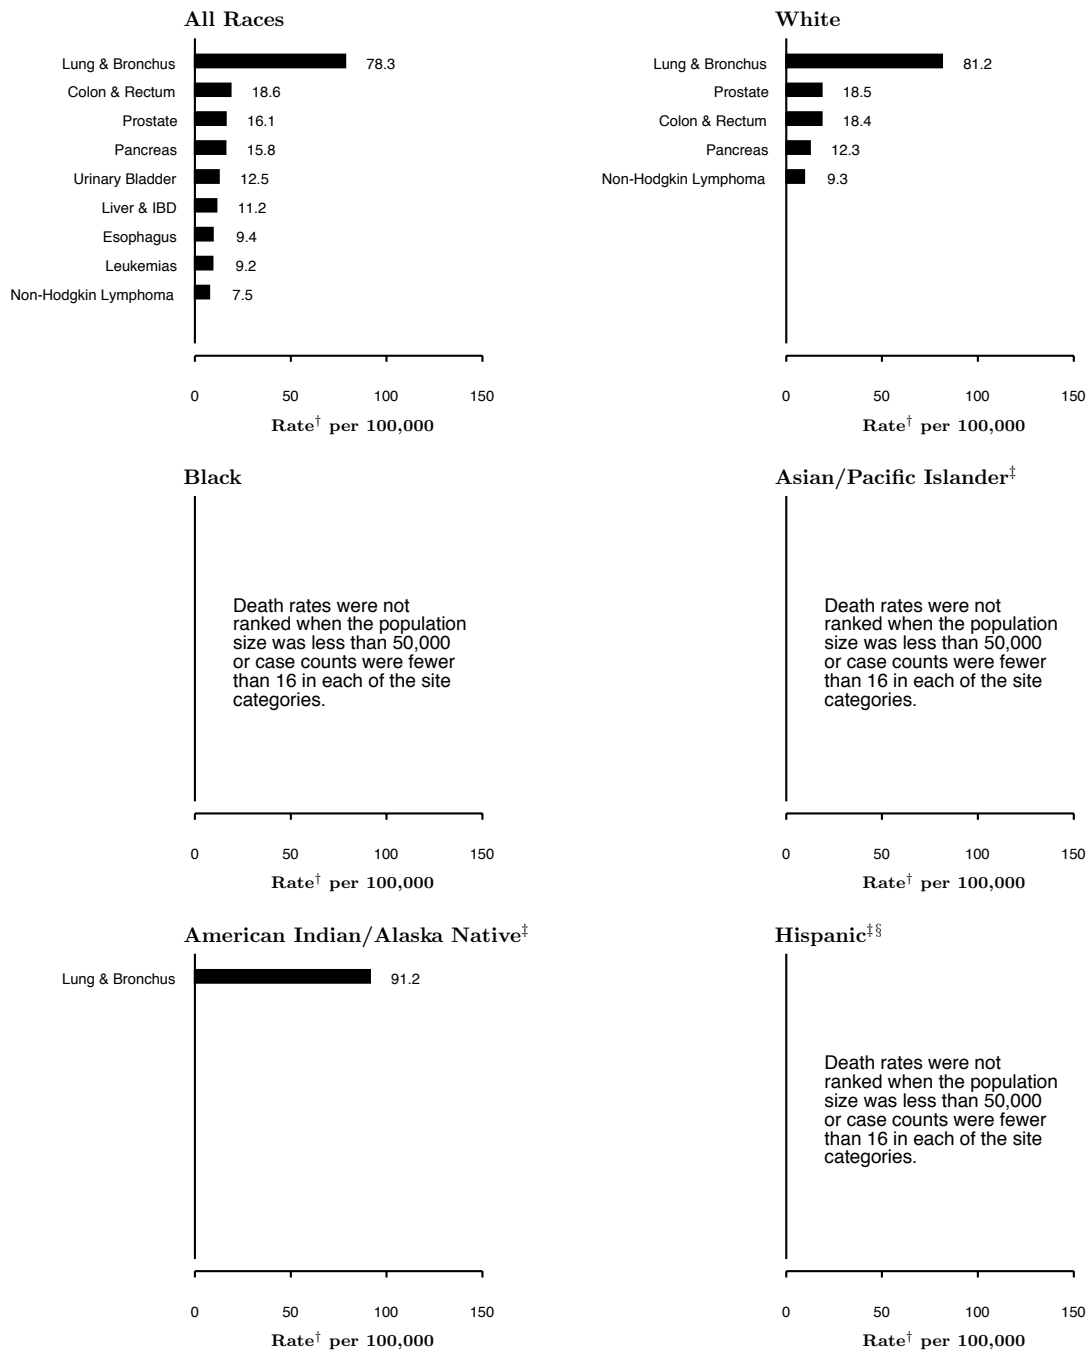 All Races
Lung & Bronchus 78.3
Colon & Rectum 18.6
Prostate 16.1
Pancreas 15.8
Urinary Bladder 12.5
Liver & IBD 11.2
Esophagus 9.4
Leukemias 9.2
Non-Hodgkin Lymphoma 7.5
0 50 100 150
Rate† per 100,000
White
Lung & Bronchus 81.2
Prostate 18.5
Colon & Rectum 18.4
Pancreas 12.3
Non-Hodgkin Lymphoma 9.3
0 50 100 150
Rate† per 100,000
Black
Death rates were not
ranked when the population
size was less than 50,000
or case counts were fewer
than 16 in each of the site
categories.
0 50 100 150
Rate† per 100,000
Asian/Pacific Islander‡
Death rates were not
ranked when the population
size was less than 50,000
or case counts were fewer
than 16 in each of the site
categories.
0 50 100 150
Rate† per 100,000
American Indian/Alaska Native‡
Lung & Bronchus 91.2
0 50 100 150
Rate† per 100,000
Hispanic‡§
Death rates were not
ranked when the population
size was less than 50,000
or case counts were fewer
than 16 in each of the site
categories.
0 50 100 150
Rate† per 100,000